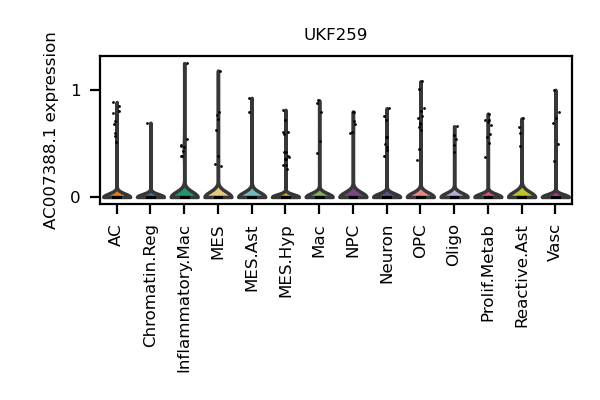 UKF259
AC007388.1 expression
1
0
AC
Chromatin.Reg
Inflammatory.Mac
MES
MES.Ast
MES.Hyp
Mac
NPC
Neuron
OPC
Oligo
Prolif.Metab
Reactive.Ast
Vasc